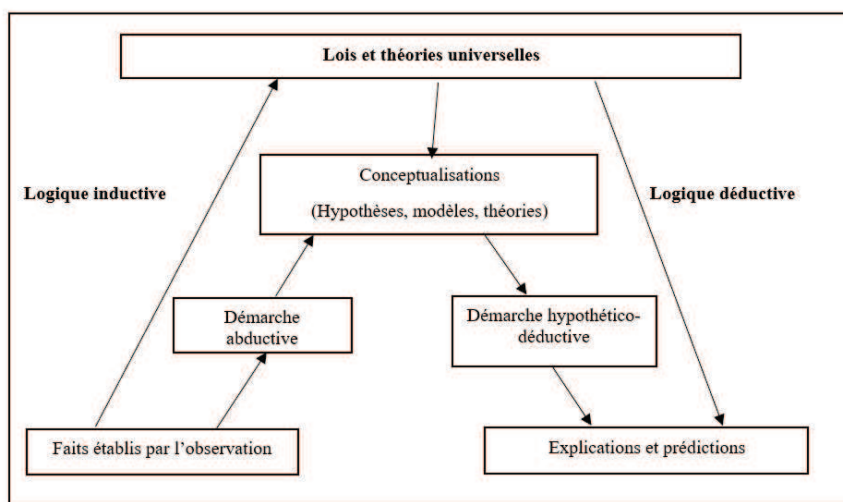 Lois et théories universelles
Conceptualisations
(Hypothèses, modèles, théories)
Logique inductive
Logique déductive
Démarche
abductive
Démarche hypothético-
déductive
Faits établis par l’observation
Explications et prédictions